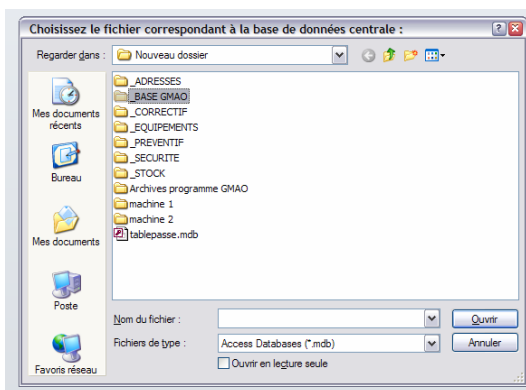 Choisissez le fichier correspondant à la base de données centrale :
Regarder dans :
Nouveau dossier
Mes documents
récents
Bureau
Mes documents
Poste
Favoris réseau
_ADRESSES
_BASE GMAO
_CORRECTIF
_EQUIPEMENTS
_PREVENTIF
_SECURITE
_STOCK
Archives programme GMAO
machine 1
machine 2
tablepasse.mdb
Nom du fichier :
Ouvrir
Fichiers de type :
Access Databases (*.mdb)
Annuler
Ouvrir en lecture seule